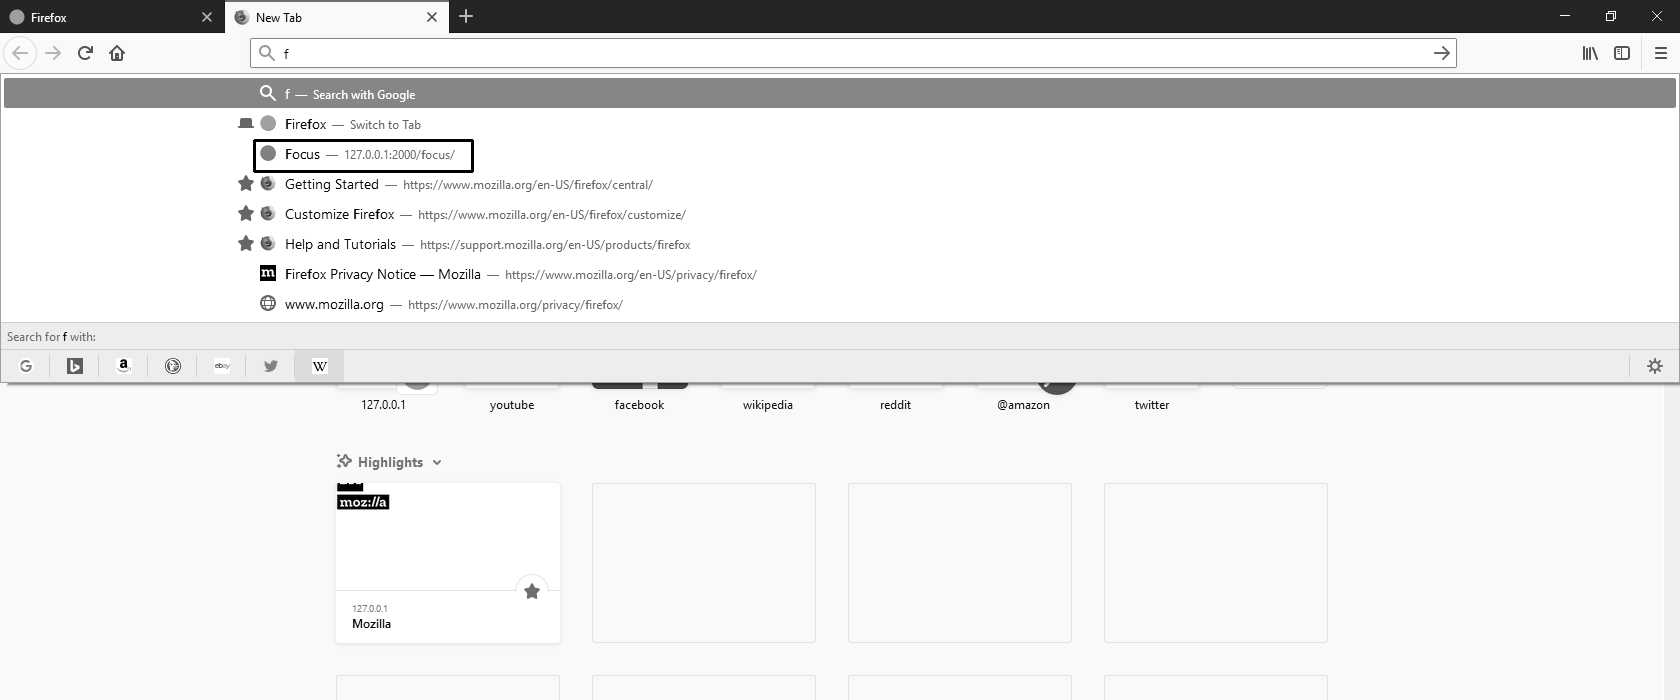 Firefox
New Tab
f
f — Search with Google
Firefox — Switch to Tab
Focus — 127.0.0.1:2000/focus/
Getting Started — https://www.mozilla.org/en-US/firefox/central/
Customize Firefox — https://www.mozilla.org/en-US/firefox/customize/
Help and Tutorials — https://support.mozilla.org/en-US/products/firefox
m Firefox Privacy Notice — Mozilla — https://www.mozilla.org/en-US/privacy/firefox/
www.mozilla.org — https://www.mozilla.org/privacy/firefox/
Search for f with:
G b a ebay W
127.0.0.1 youtube facebook wikipedia reddit @amazon twitter
Highlights
moz://a
127.0.0.1
Mozilla